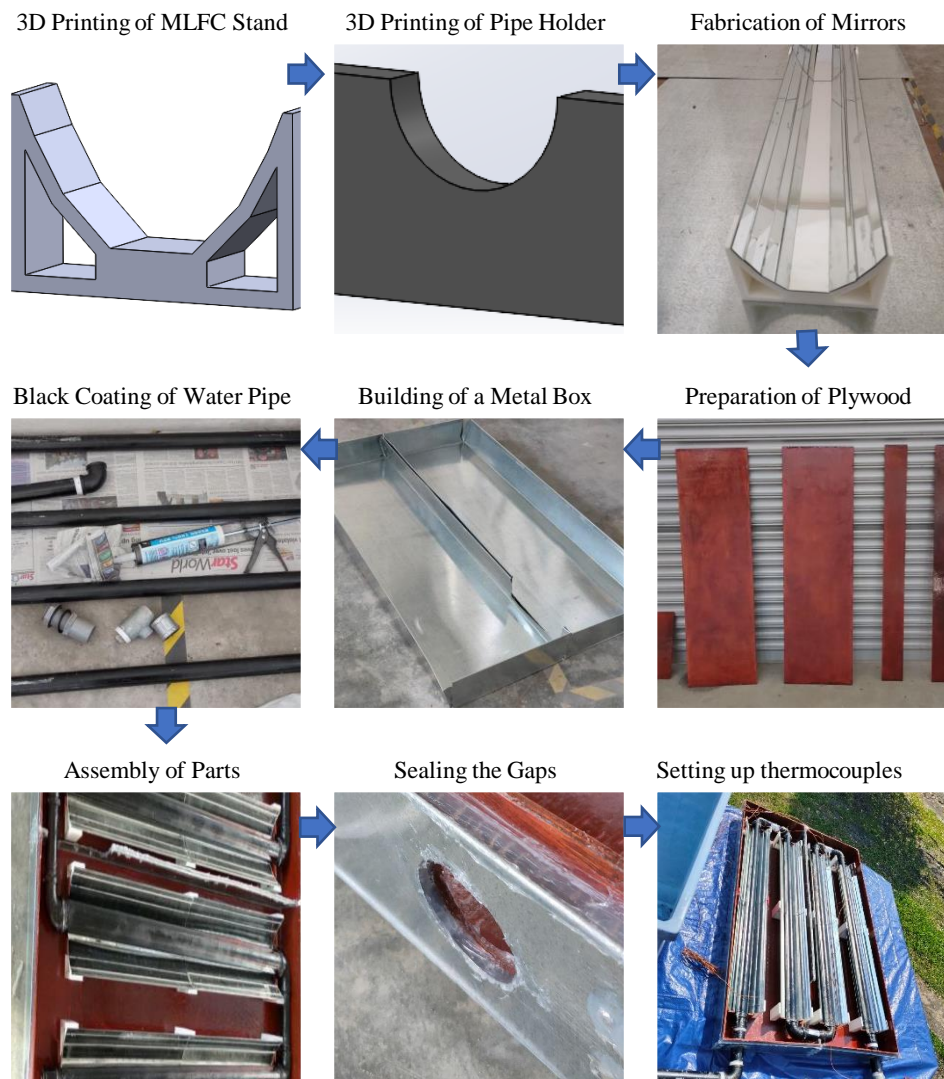 3D Printing of MLFC Stand
3D Printing of Pipe Holder
Fabrication of Mirrors
Black Coating of Water Pipe
Building of a Metal Box
Preparation of Plywood
StarWorld
Assembly of Parts
Sealing the Gaps
Setting up thermocouples